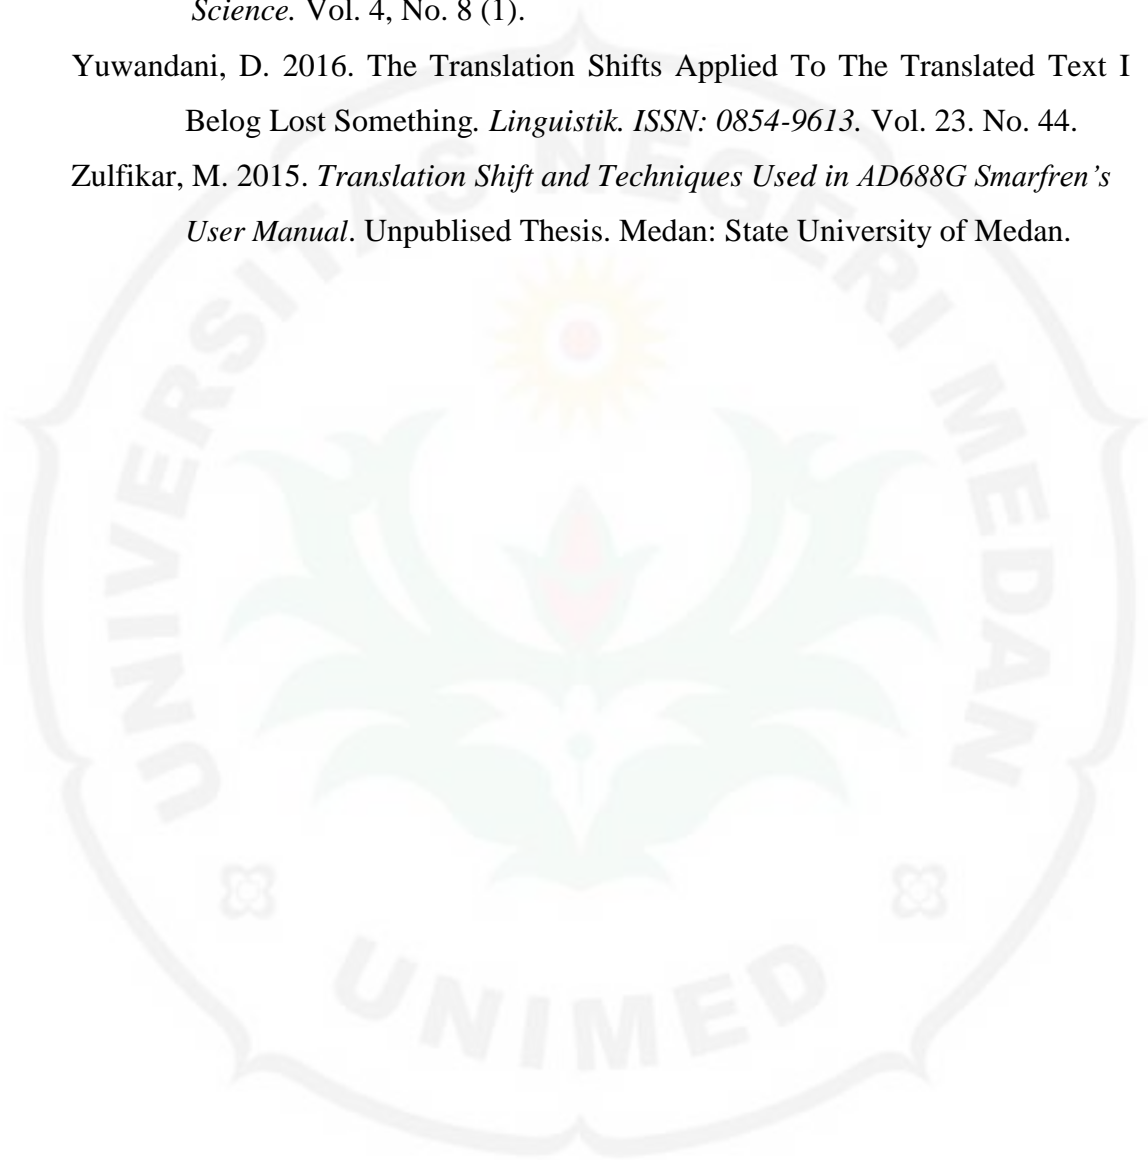 Science. Vol. 4, No. 8 (1).
Yuwandani, D. 2016. The Translation Shifts Applied To The Translated Text I
Belog Lost Something. Linguistik. ISSN: 0854-9613. Vol. 23. No. 44.
Zulfikar, M. 2015. Translation Shift and Techniques Used in AD688G Smarfren’s
User Manual. Unpublised Thesis. Medan: State University of Medan.
UNIVERSITAS NEGERI MEDAN
UNIMED